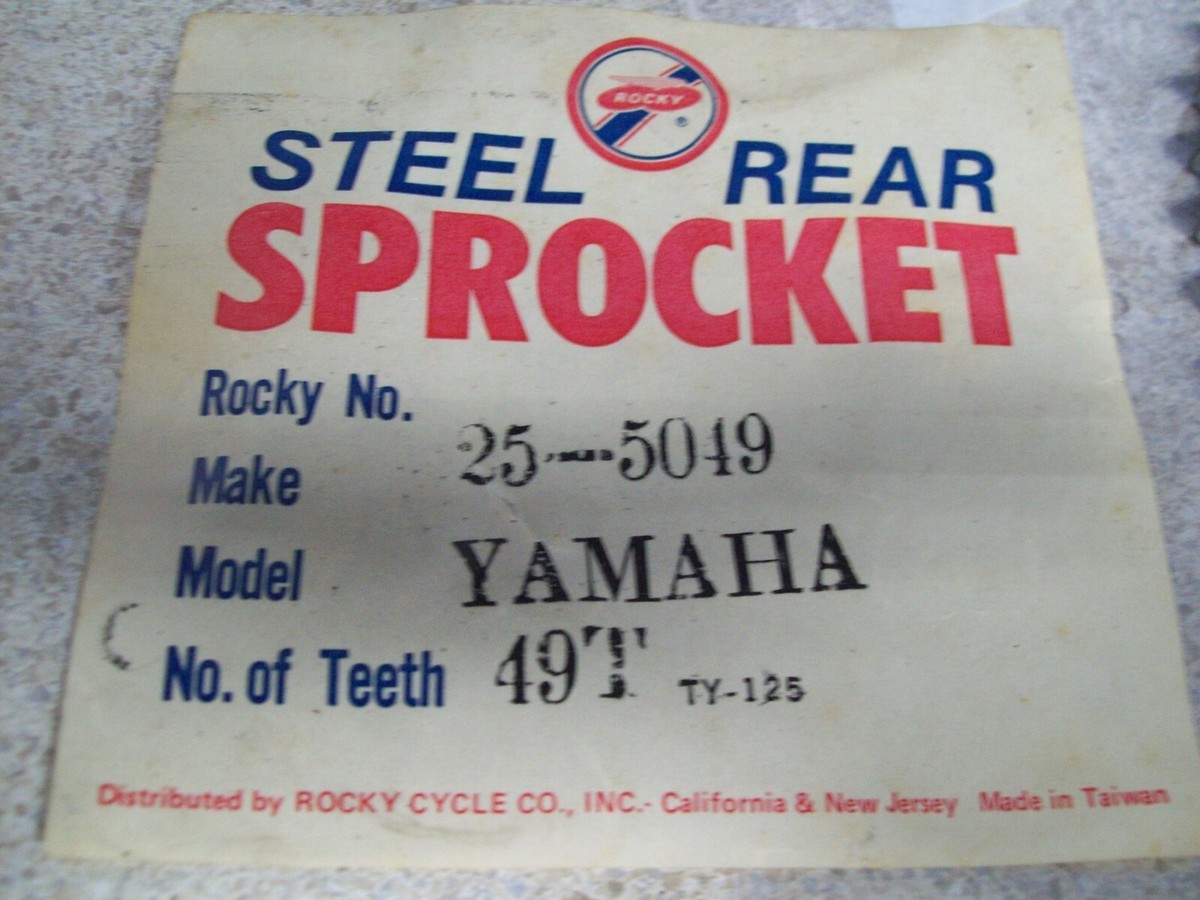 ROCKY ®
STEEL REAR
SPROCKET
Rocky No.
25--5049
Make
Model YAMAHA
No. of Teeth 49T TY-125
Distributed by ROCKY CYCLE CO., INC.- California & New Jersey Made in Taiwan